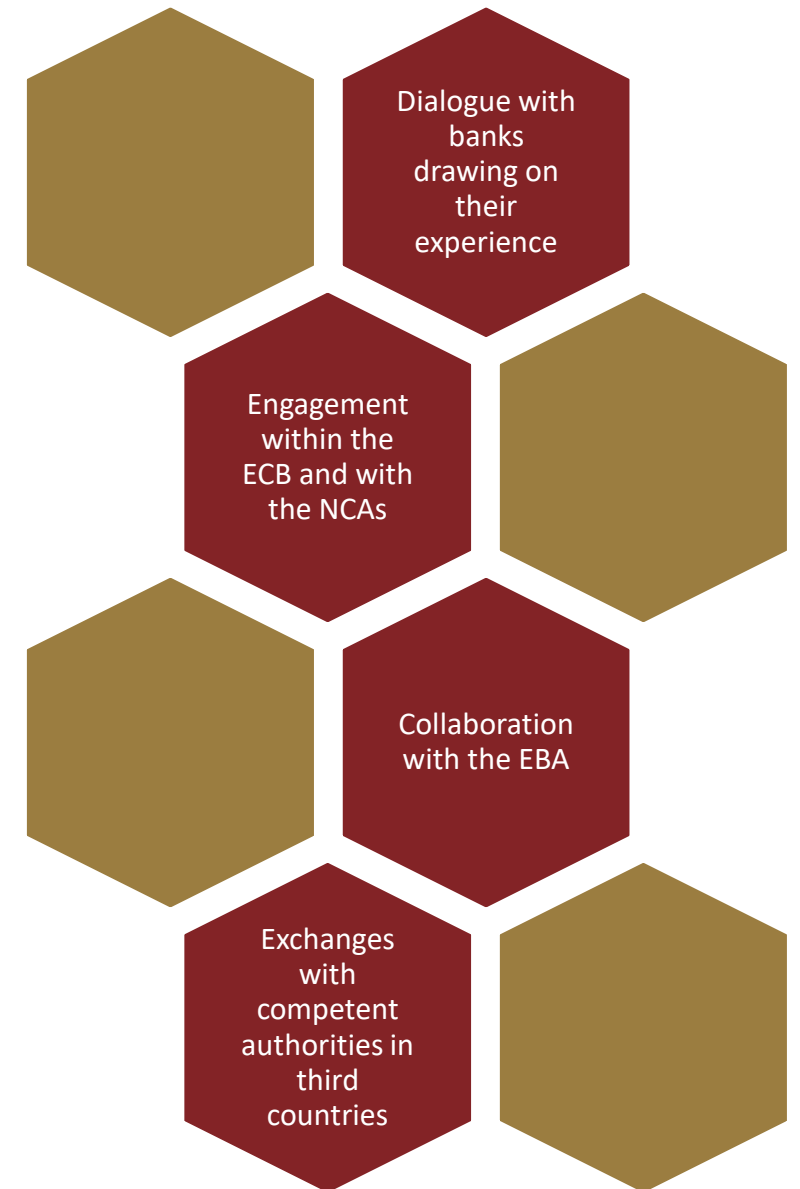 Dialogue with
banks
drawing on
their
experience
Engagement
within the
ECB and with
the NCAs
Collaboration
with the EBA
Exchanges
with
competent
authorities in
third
countries